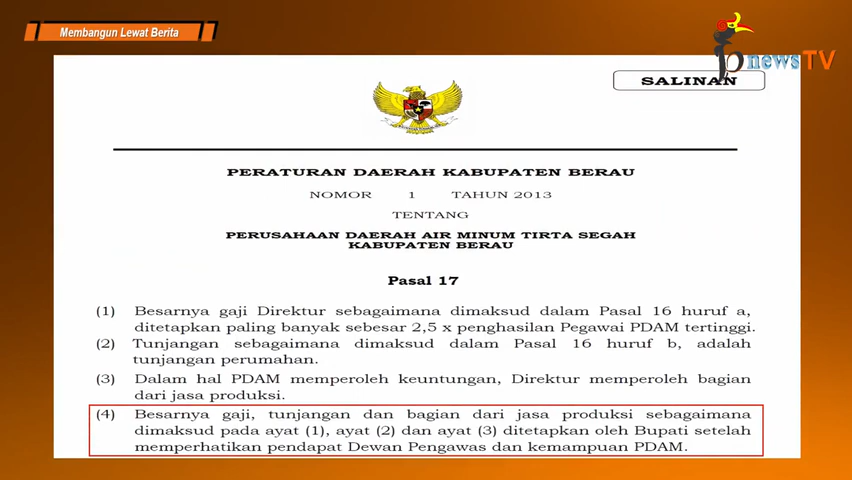 Membangun Lewat Berita
pnewsTV
SALINAN
PERATURAN DAERAH KABUPATEN BERAU
NOMOR 1 TAHUN 2013
TENTANG
PERUSAHAAN DAERAH AIR MINUM TIRTA SEGAH
KABUPATEN BERAU
Pasal 17
(1) Besarnya gaji Direktur sebagaimana dimaksud dalam Pasal 16 huruf a,
ditetapkan paling banyak sebesar 2,5 x penghasilan Pegawai PDAM tertinggi.
(2) Tunjangan sebagaimana dimaksud dalam Pasal 16 huruf b, adalah
tunjangan perumahan.
(3) Dalam hal PDAM memperoleh keuntungan, Direktur memperoleh bagian
dari jasa produksi.
(4) Besarnya gaji, tunjangan dan bagian dari jasa produksi sebagaimana
dimaksud pada ayat (1), ayat (2) dan ayat (3) ditetapkan oleh Bupati setelah
memperhatikan pendapat Dewan Pengawas dan kemampuan PDAM.